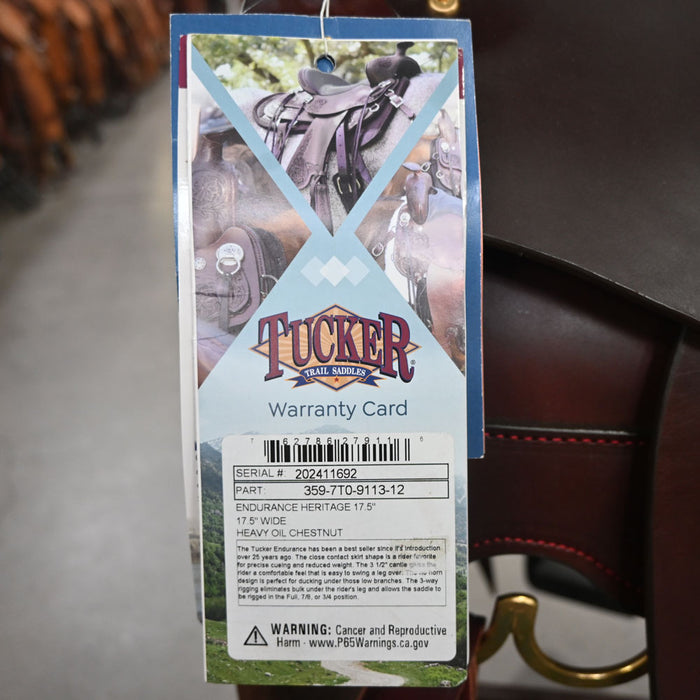 TUCKER
TRAIL SADDLES
Warranty Card
7 62786 27911 6
SERIAL #: 202411692
PART: 359-7T0-9113-12
ENDURANCE HERITAGE 17.5"
17.5" WIDE
HEAVY OIL CHESTNUT
The Tucker Endurance has been a best seller since it's introduction
over 25 years ago. The close contact skirt shape is a rider favorite
for precise cueing and reduced weight. The 3 1/2" cantle gives the
rider a comfortable feel that is easy to swing a leg over. The no horn
design is perfect for ducking under those low branches. The 3-way
rigging eliminates bulk under the rider's leg and allows the saddle to
be rigged in the Full, 7/8, or 3/4 position.
WARNING: Cancer and Reproductive
Harm - www.P65Warnings.ca.gov